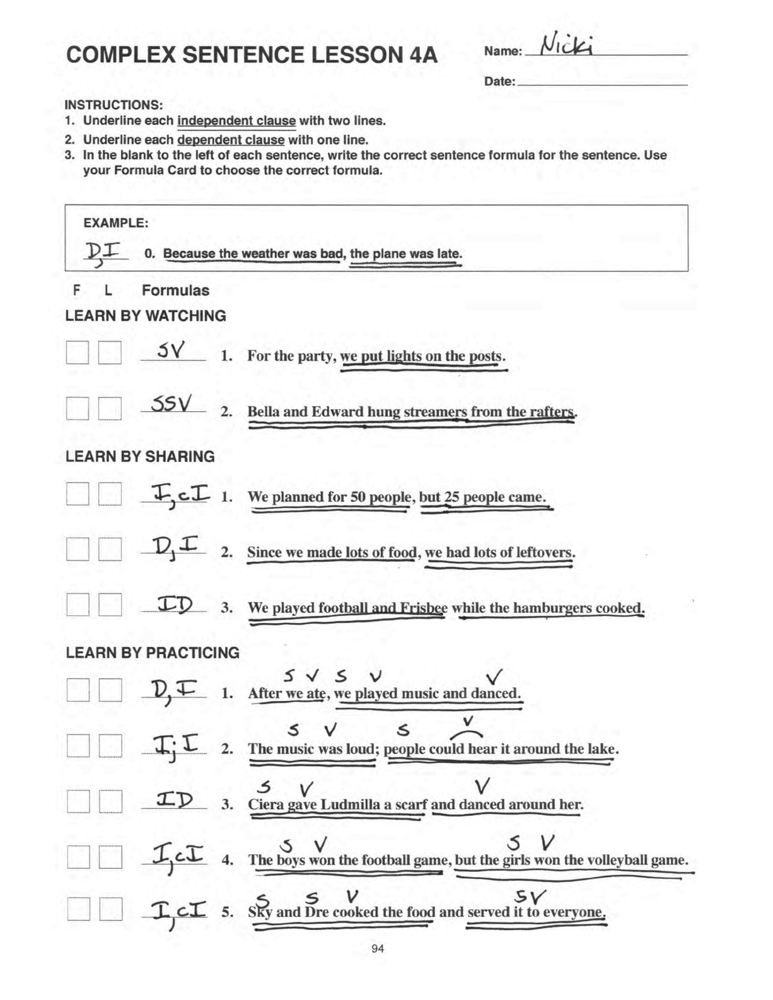 COMPLEX SENTENCE LESSON 4A
Name: Nicki
Date:
INSTRUCTIONS:
1. Underline each independent clause with two lines.
2. Underline each dependent clause with one line.
3. In the blank to the left of each sentence, write the correct sentence formula for the sentence. Use
your Formula Card to choose the correct formula.
EXAMPLE:
D,I 0. Because the weather was bad, the plane was late.
F L Formulas
LEARN BY WATCHING
SV 1. For the party, we put lights on the posts.
SSV 2. Bella and Edward hung streamers from the rafters.
LEARN BY SHARING
I,cI 1. We planned for 50 people, but 25 people came.
D,I 2. Since we made lots of food, we had lots of leftovers.
ID 3. We played football and Frisbee while the hamburgers cooked.
LEARN BY PRACTICING
S V S V V
D,I 1. After we ate, we played music and danced.
S V S V
I;I 2. The music was loud; people could hear it around the lake.
S V V
ID 3. Ciera gave Ludmilla a scarf and danced around her.
S V S V
I,cI 4. The boys won the football game, but the girls won the volleyball game.
S S V SV
I,cI 5. Sky and Dre cooked the food and served it to everyone.
94